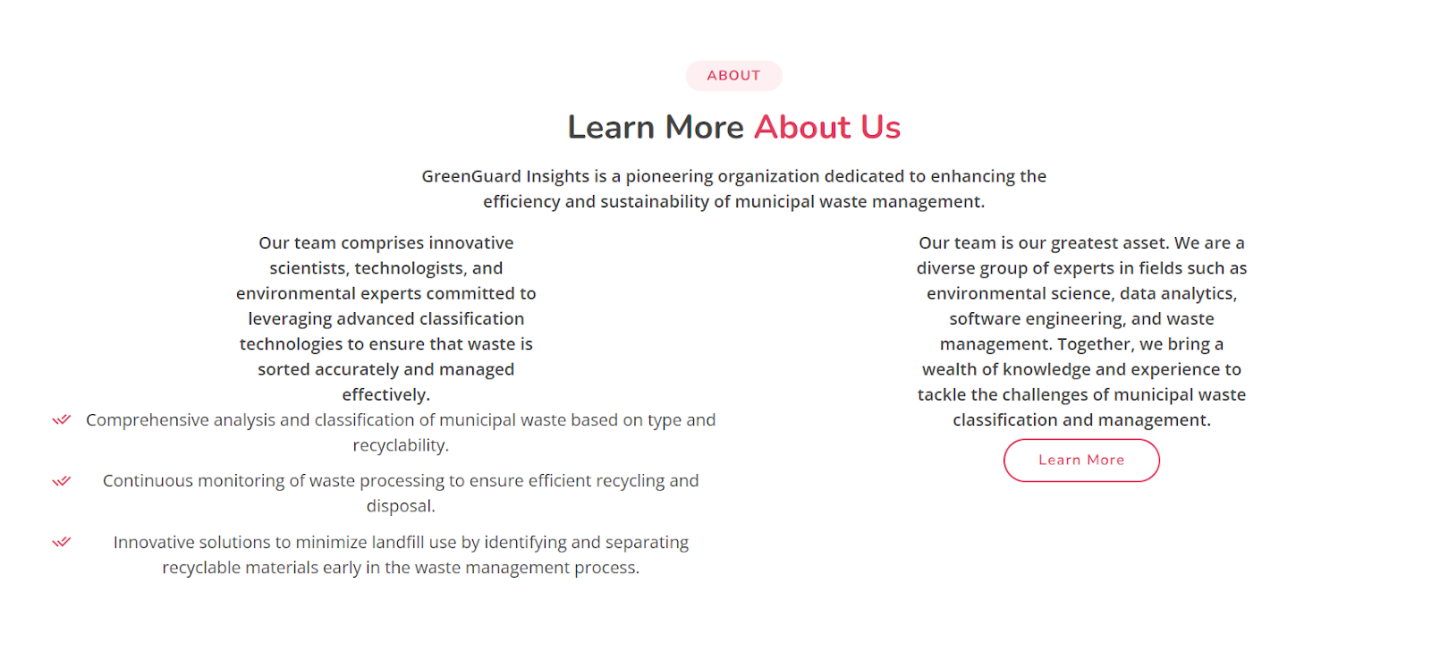 ABOUT
Learn More About Us
GreenGuard Insights is a pioneering organization dedicated to enhancing the
efficiency and sustainability of municipal waste management.
Our team comprises innovative
scientists, technologists, and
environmental experts committed to
leveraging advanced classification
technologies to ensure that waste is
sorted accurately and managed
effectively.
Comprehensive analysis and classification of municipal waste based on type and
recyclability.
Continuous monitoring of waste processing to ensure efficient recycling and
disposal.
Innovative solutions to minimize landfill use by identifying and separating
recyclable materials early in the waste management process.
Our team is our greatest asset. We are a
diverse group of experts in fields such as
environmental science, data analytics,
software engineering, and waste
management. Together, we bring a
wealth of knowledge and experience to
tackle the challenges of municipal waste
classification and management.
Learn More